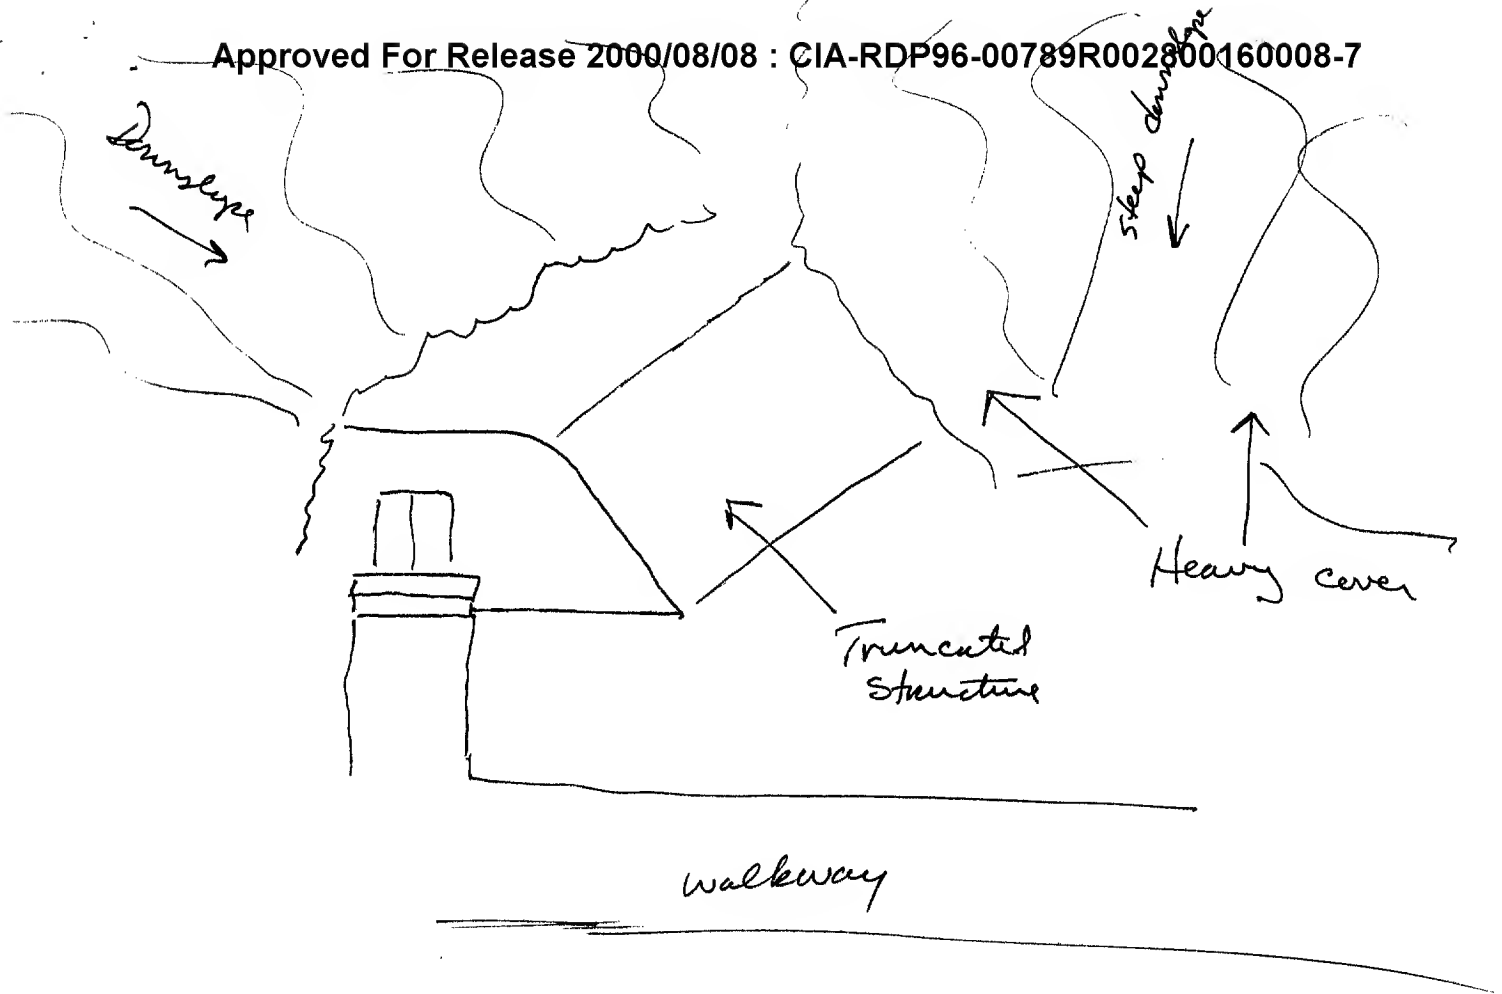 Approved For Release 2000/08/08 : CIA-RDP96-00789R002800160008-7
Downslope
Steep downslope
Heavy cover
Truncated
structure
walkway